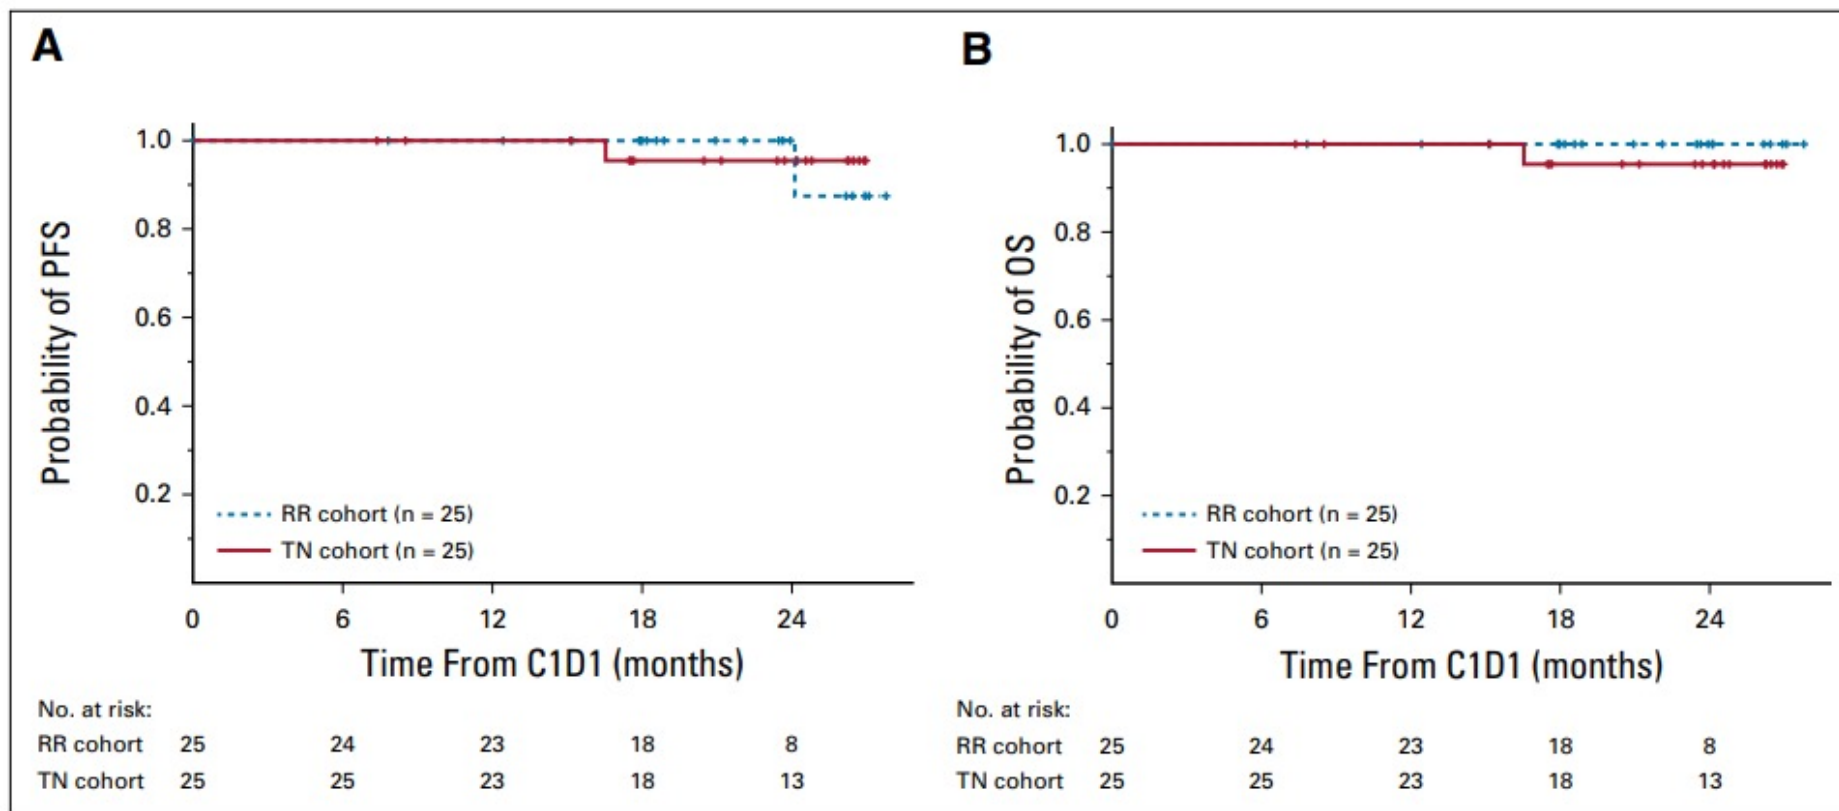 A
Probability of PFS
1.0
0.8
0.6
0.4
0.2
RR cohort (n = 25)
TN cohort (n = 25)
0 6 12 18 24
Time From C1D1 (months)
No. at risk:
RR cohort 25 24 23 18 8
TN cohort 25 25 23 18 13
B
Probability of OS
1.0
0.8
0.6
0.4
0.2
RR cohort (n = 25)
TN cohort (n = 25)
0 6 12 18 24
Time From C1D1 (months)
No. at risk:
RR cohort 25 24 23 18 8
TN cohort 25 25 23 18 13